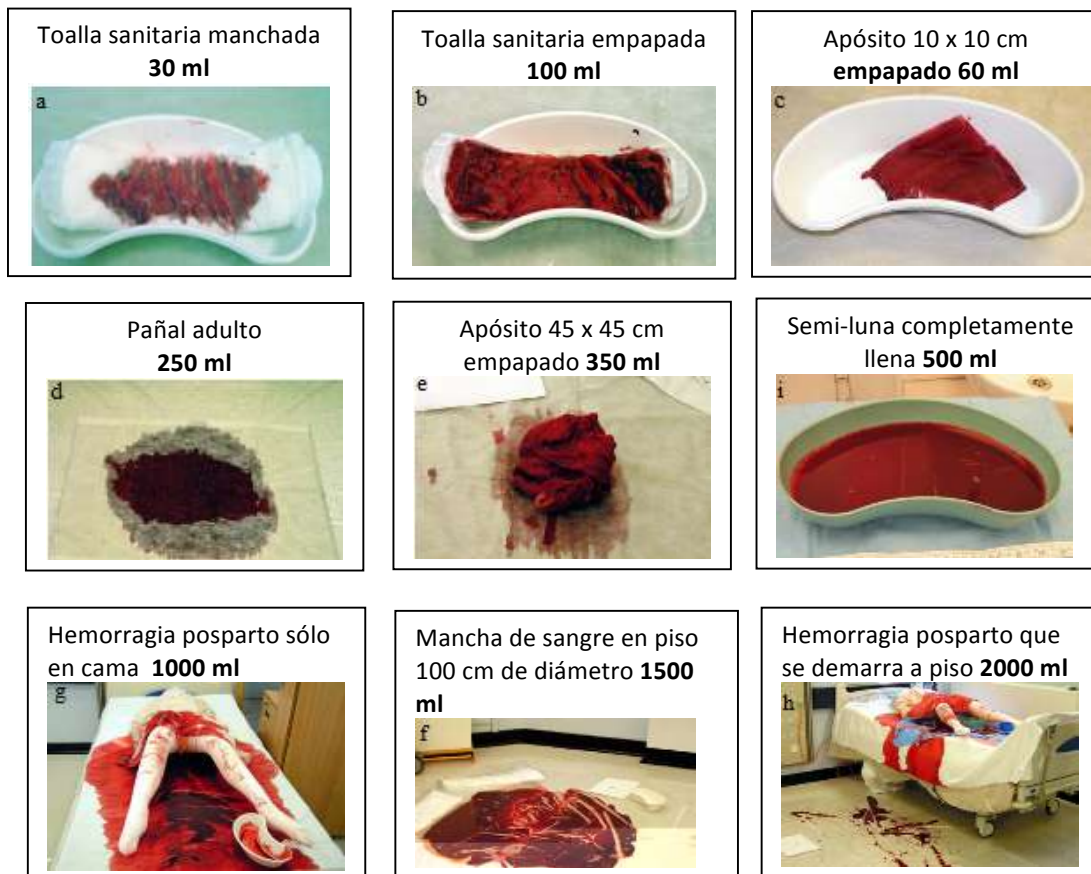 Toalla sanitaria manchada
30 ml
a
Toalla sanitaria empapada
100 ml
b
Apósito 10 x 10 cm
empapado 60 ml
c
Pañal adulto
250 ml
d
Apósito 45 x 45 cm
empapado 350 ml
e
Semi-luna completamente
llena 500 ml
i
Hemorragia posparto sólo
en cama 1000 ml
g
Mancha de sangre en piso
100 cm de diámetro 1500
ml
f
Hemorragia posparto que
se demarra a piso 2000 ml
h